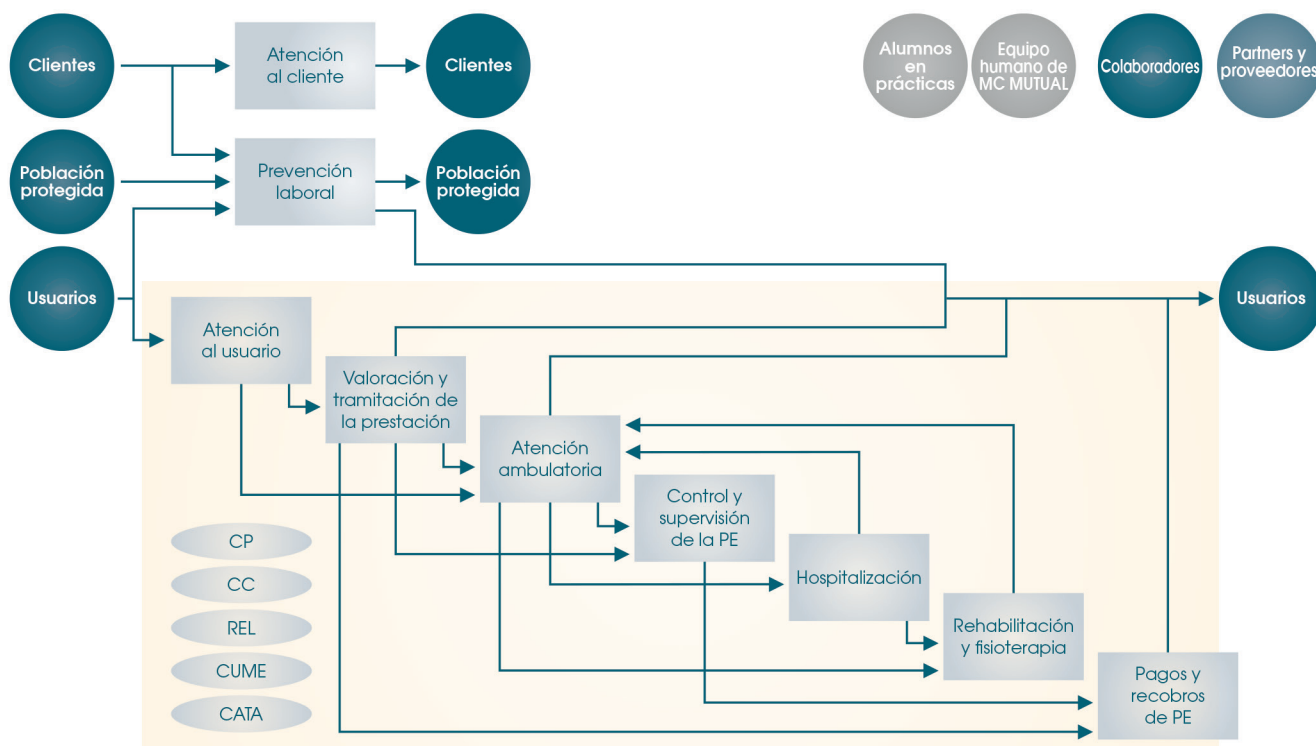 Clientes
Atención
al cliente
Clientes
Alumnos
en
prácticas
Equipo
humano de
MC MUTUAL
Colaboradores
Partners y
proveedores
Población
protegida
Prevención
laboral
Población
protegida
Usuarios
Usuarios
Atención
al usuario
Valoración y
tramitación de
la prestación
Atención
ambulatoria
Control y
supervisión
de la PE
Hospitalización
Rehabilitación
y fisioterapia
Pagos y
recobros
de PE
CP
CC
REL
CUME
CATA